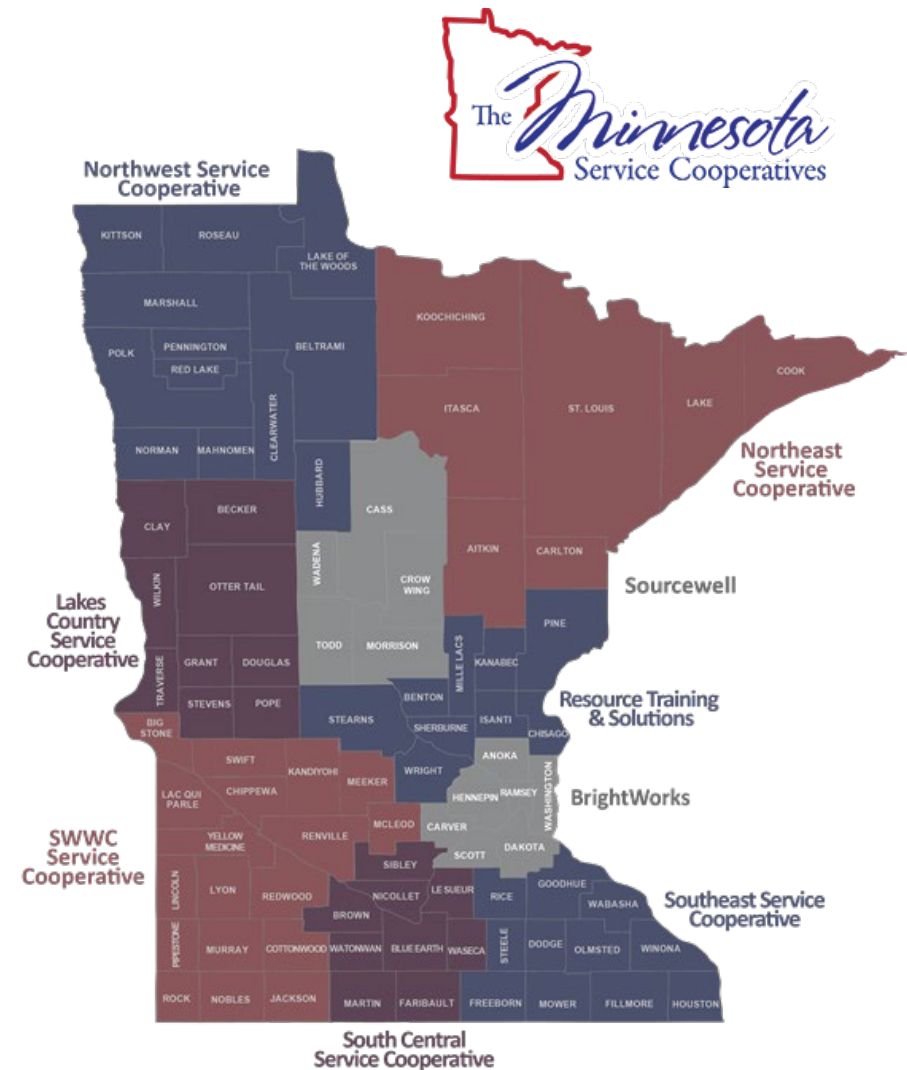 The Minnesota
Service Cooperatives
Northwest Service
Cooperative
KITTSON
ROSEAU
LAKE OF
THE WOODS
MARSHALL
KOOCHICHING
POLK
PENNINGTON
RED LAKE
BELTRAMI
COOK
ITASCA
ST. LOUIS
LAKE
CLEARWATER
NORMAN
MAHNOMEN
Northeast
Service
Cooperative
HUBBARD
CASS
BECKER
CLAY
AITKIN
CARLTON
WADENA
CROW
WING
Sourcewell
WILKIN
OTTER TAIL
Lakes
Country
Service
Cooperative
PINE
TODD
MORRISON
MILLE LACS
KANABEC
GRANT
DOUGLAS
TRAVERSE
STEVENS
POPE
BENTON
Resource Training
& Solutions
STEARNS
SHERBURNE
ISANTI
CHISAGO
BIG
STONE
SWIFT
KANDIYOHI
MEEKER
WRIGHT
ANOKA
LAC QUI
PARLE
CHIPPEWA
HENNEPIN
RAMSEY
WASHINGTON
BrightWorks
SWWC
Service
Cooperative
YELLOW
MEDICINE
RENVILLE
MCLEOD
CARVER
SCOTT
DAKOTA
SIBLEY
LINCOLN
LYON
REDWOOD
NICOLLET
LE SUEUR
RICE
GOODHUE
WABASHA
Southeast Service
Cooperative
BROWN
PIPESTONE
MURRAY
COTTONWOOD
WATONWAN
BLUE EARTH
WASECA
STEELE
DODGE
OLMSTED
WINONA
ROCK
NOBLES
JACKSON
MARTIN
FARIBAULT
FREEBORN
MOWER
FILLMORE
HOUSTON
South Central
Service Cooperative